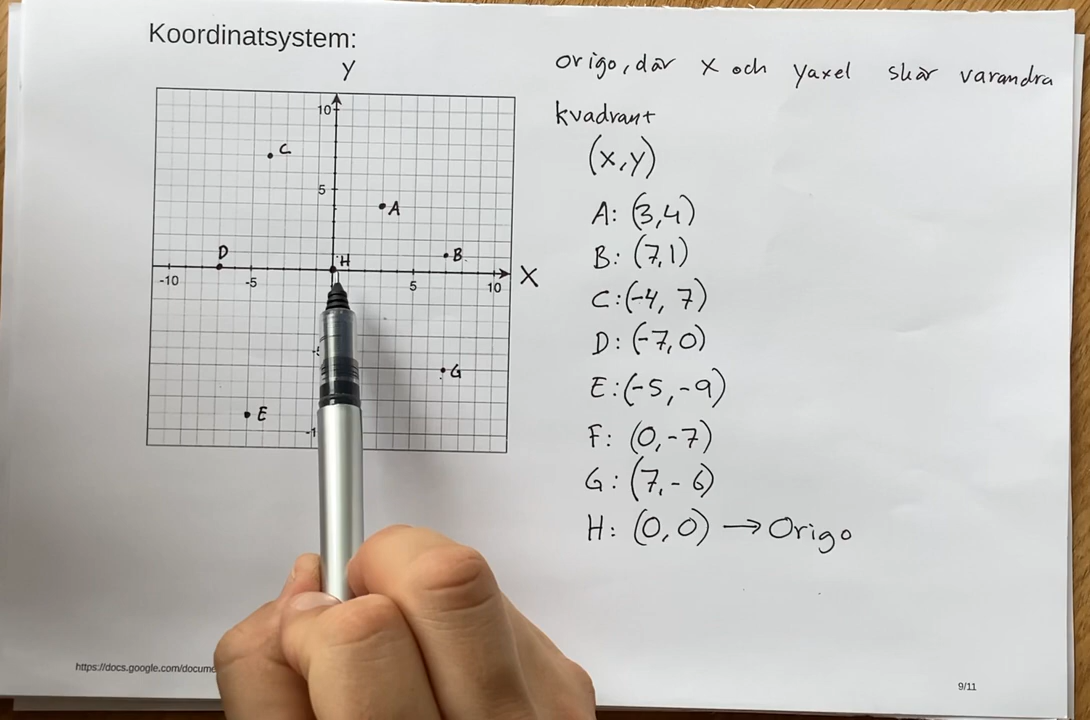 Koordinatsystem:
origo, där x och yaxel skär varandra
kvadrant
(x,y)
A: (3,4)
B: (7,1)
C: (-4, 7)
D: (-7,0)
E: (-5,-9)
F: (0,-7)
G: (7,-6)
H: (0,0) → Origo
Y
10
C
5
A
D
H
B
X
-10
-5
5
10
G
E
https://docs.google.com/docume
9/11